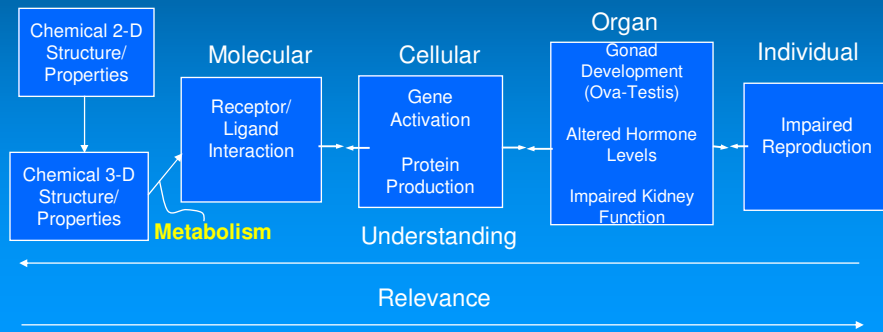 Chemical 2-D
Structure/
Properties
Chemical 3-D
Structure/
Properties
Metabolism
Molecular
Receptor/
Ligand
Interaction
Cellular
Gene
Activation
Protein
Production
Organ
Gonad
Development
(Ova-Testis)
Altered Hormone
Levels
Impaired Kidney
Function
Individual
Impaired
Reproduction
Understanding
Relevance